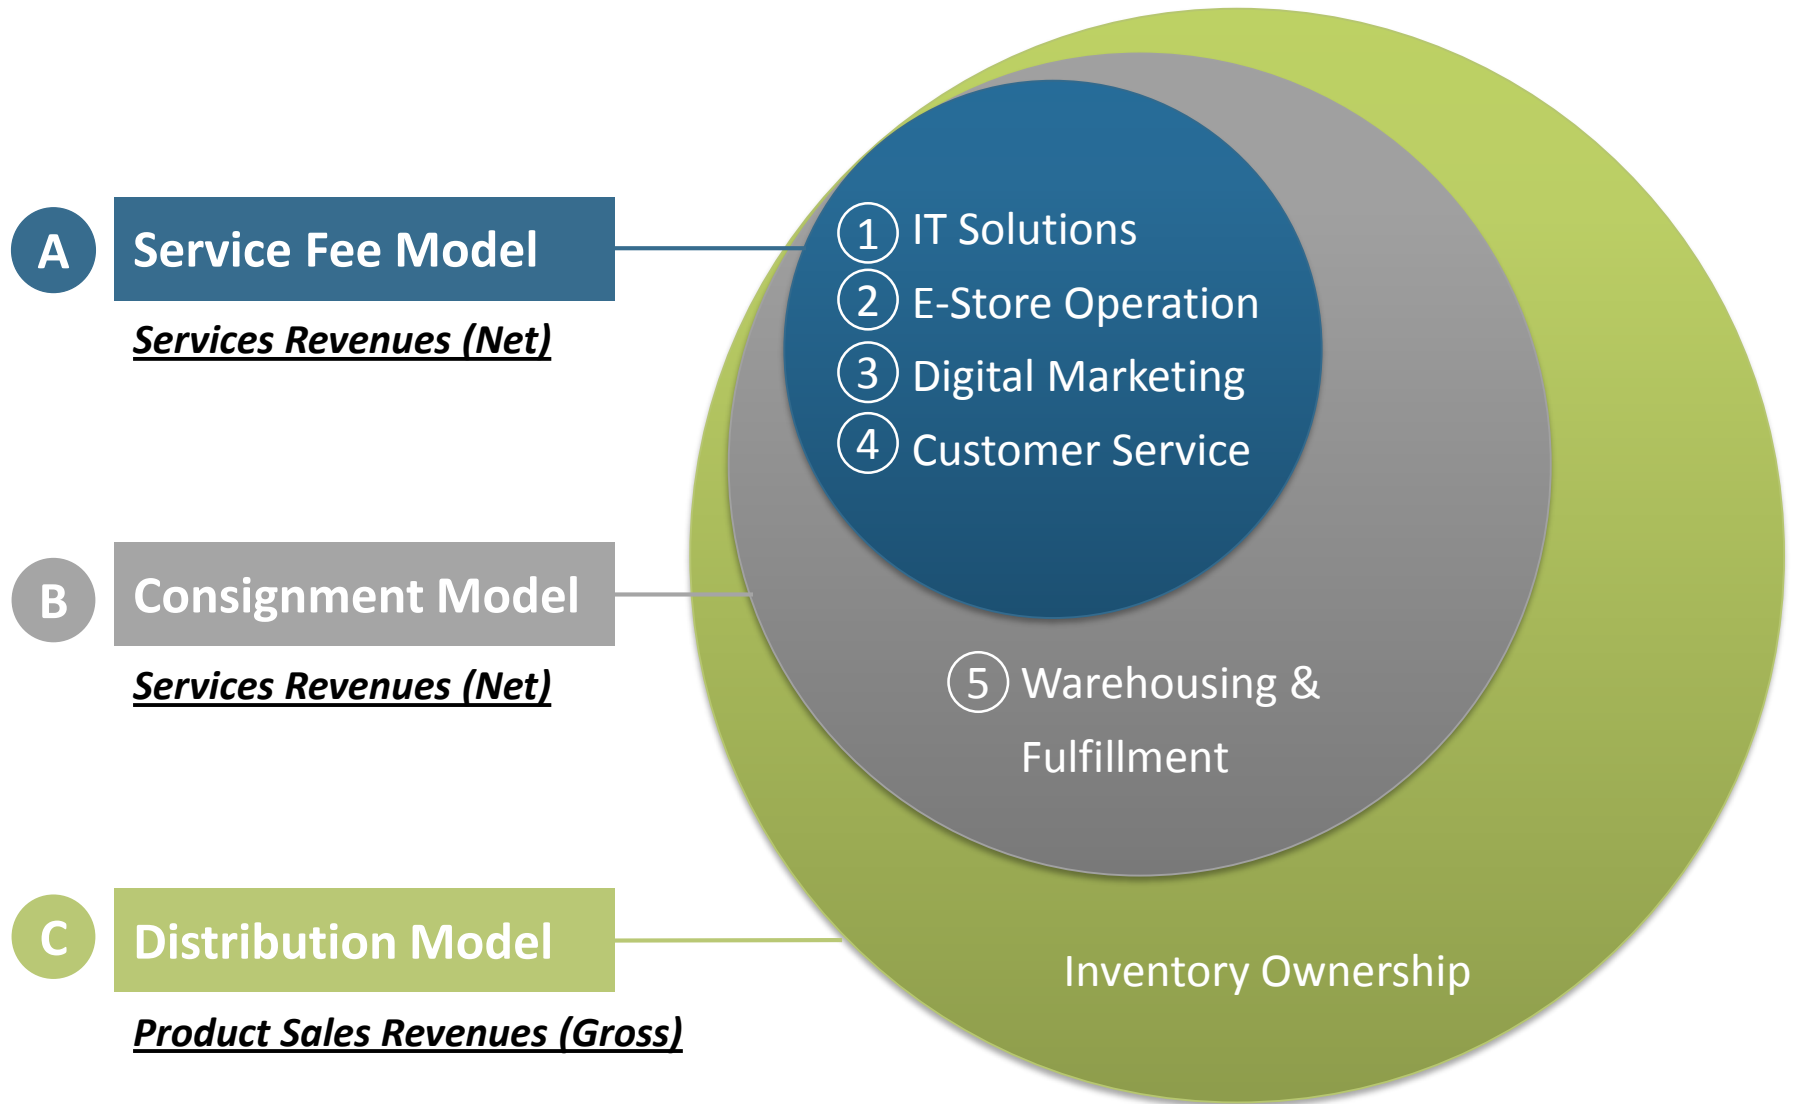 A
Service Fee Model
Services Revenues (Net)
B
Consignment Model
Services Revenues (Net)
C
Distribution Model
Product Sales Revenues (Gross)
1 IT Solutions
2 E-Store Operation
3 Digital Marketing
4 Customer Service
5 Warehousing &
Fulfillment
Inventory Ownership